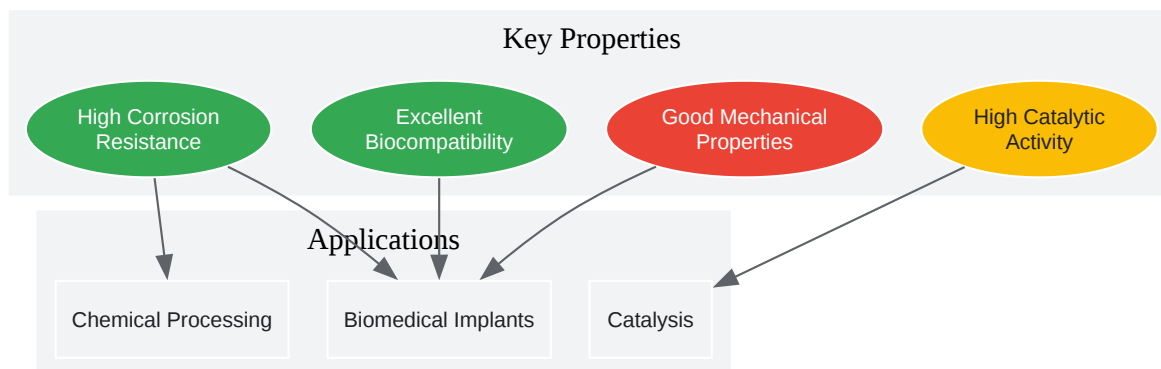 Key Properties
High Corrosion
Resistance
Excellent
Biocompatibility
Good Mechanical
Properties
High Catalytic
Activity
Applications
Chemical Processing
Biomedical Implants
Catalysis